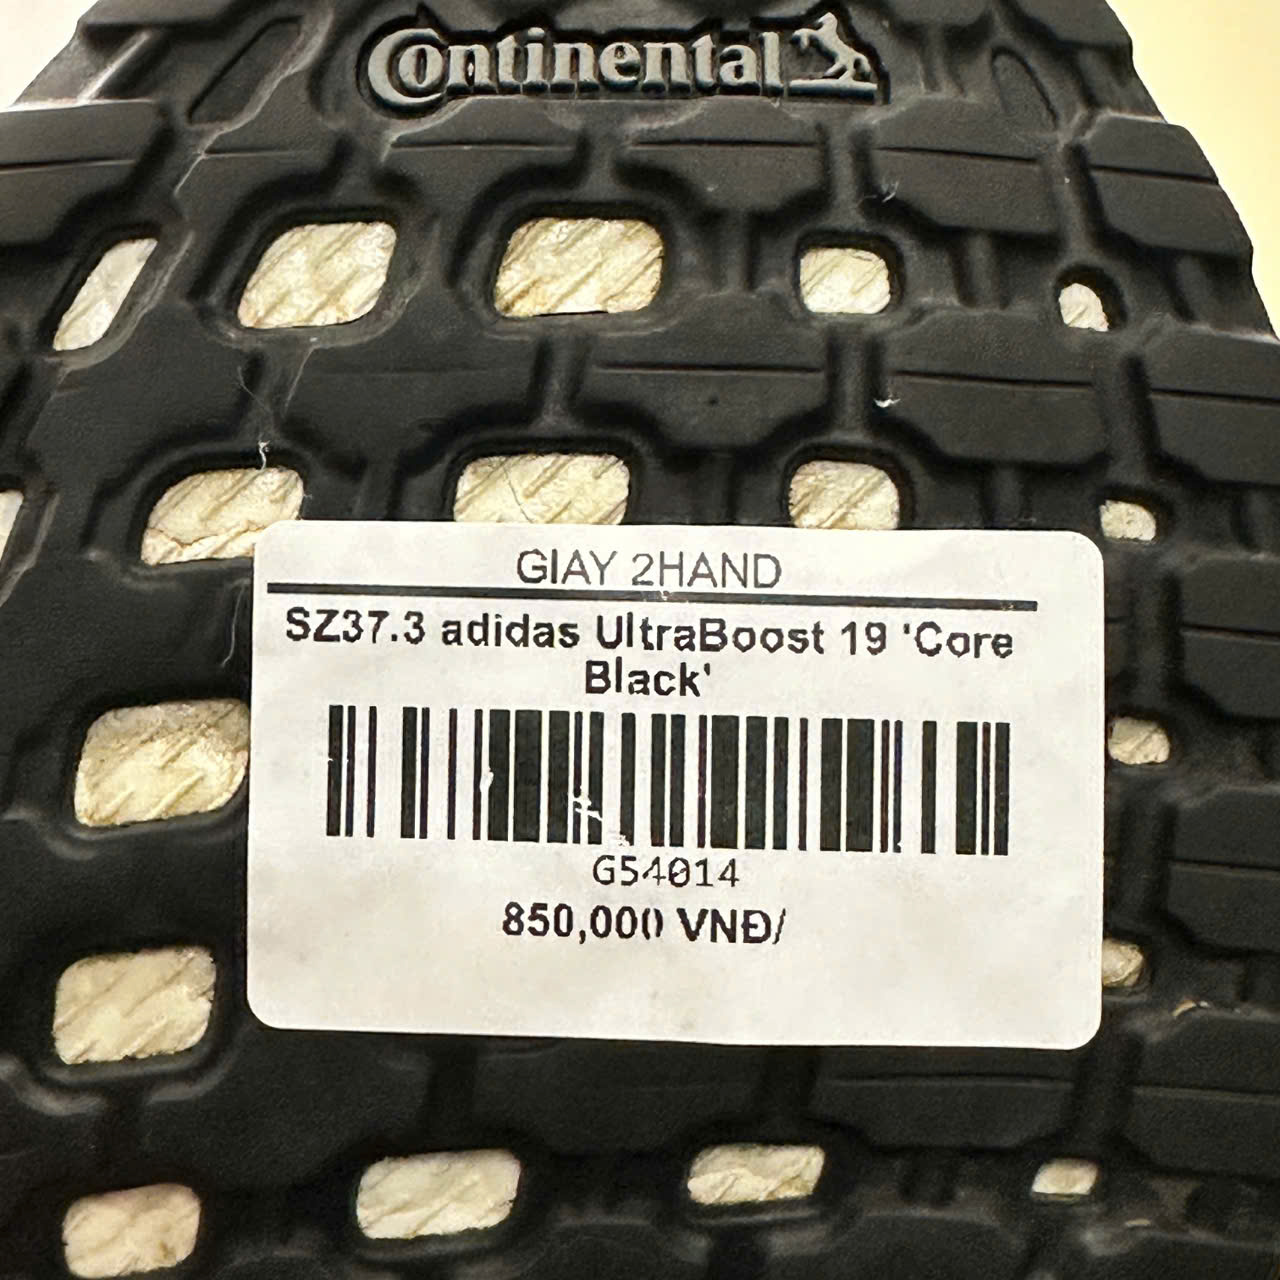 Continental
GIAY 2HAND
SZ37.3 adidas UltraBoost 19 'Core
Black'
G54014
850,000 VNĐ/